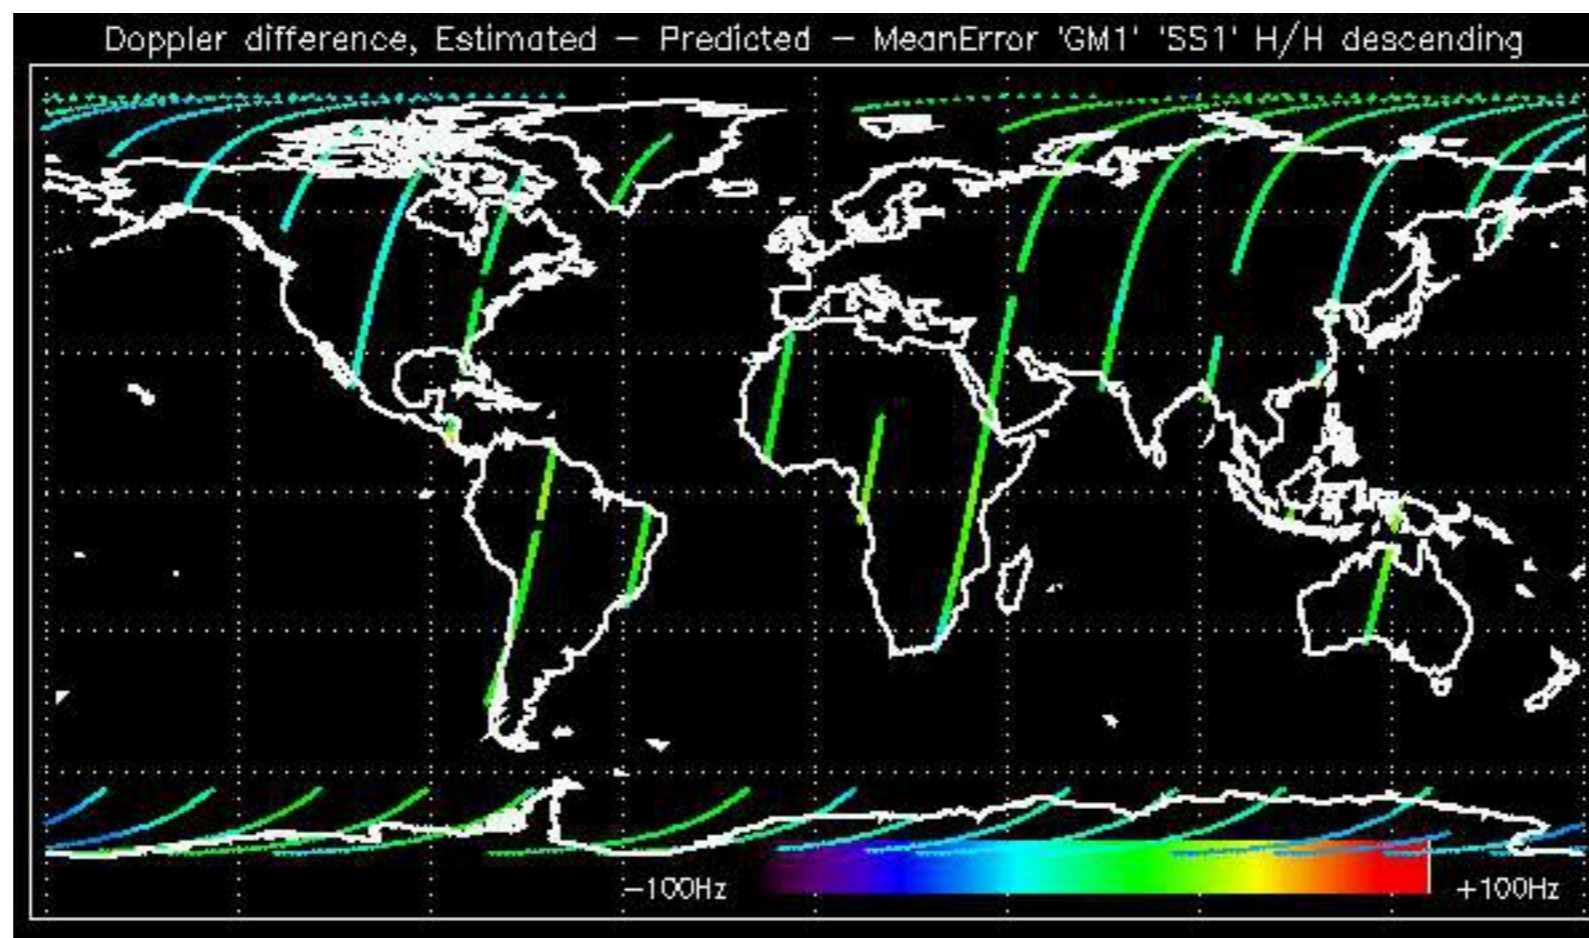 Doppler difference, Estimated – Predicted – MeanError 'GM1' 'SS1' H/H descending
–100Hz +100Hz